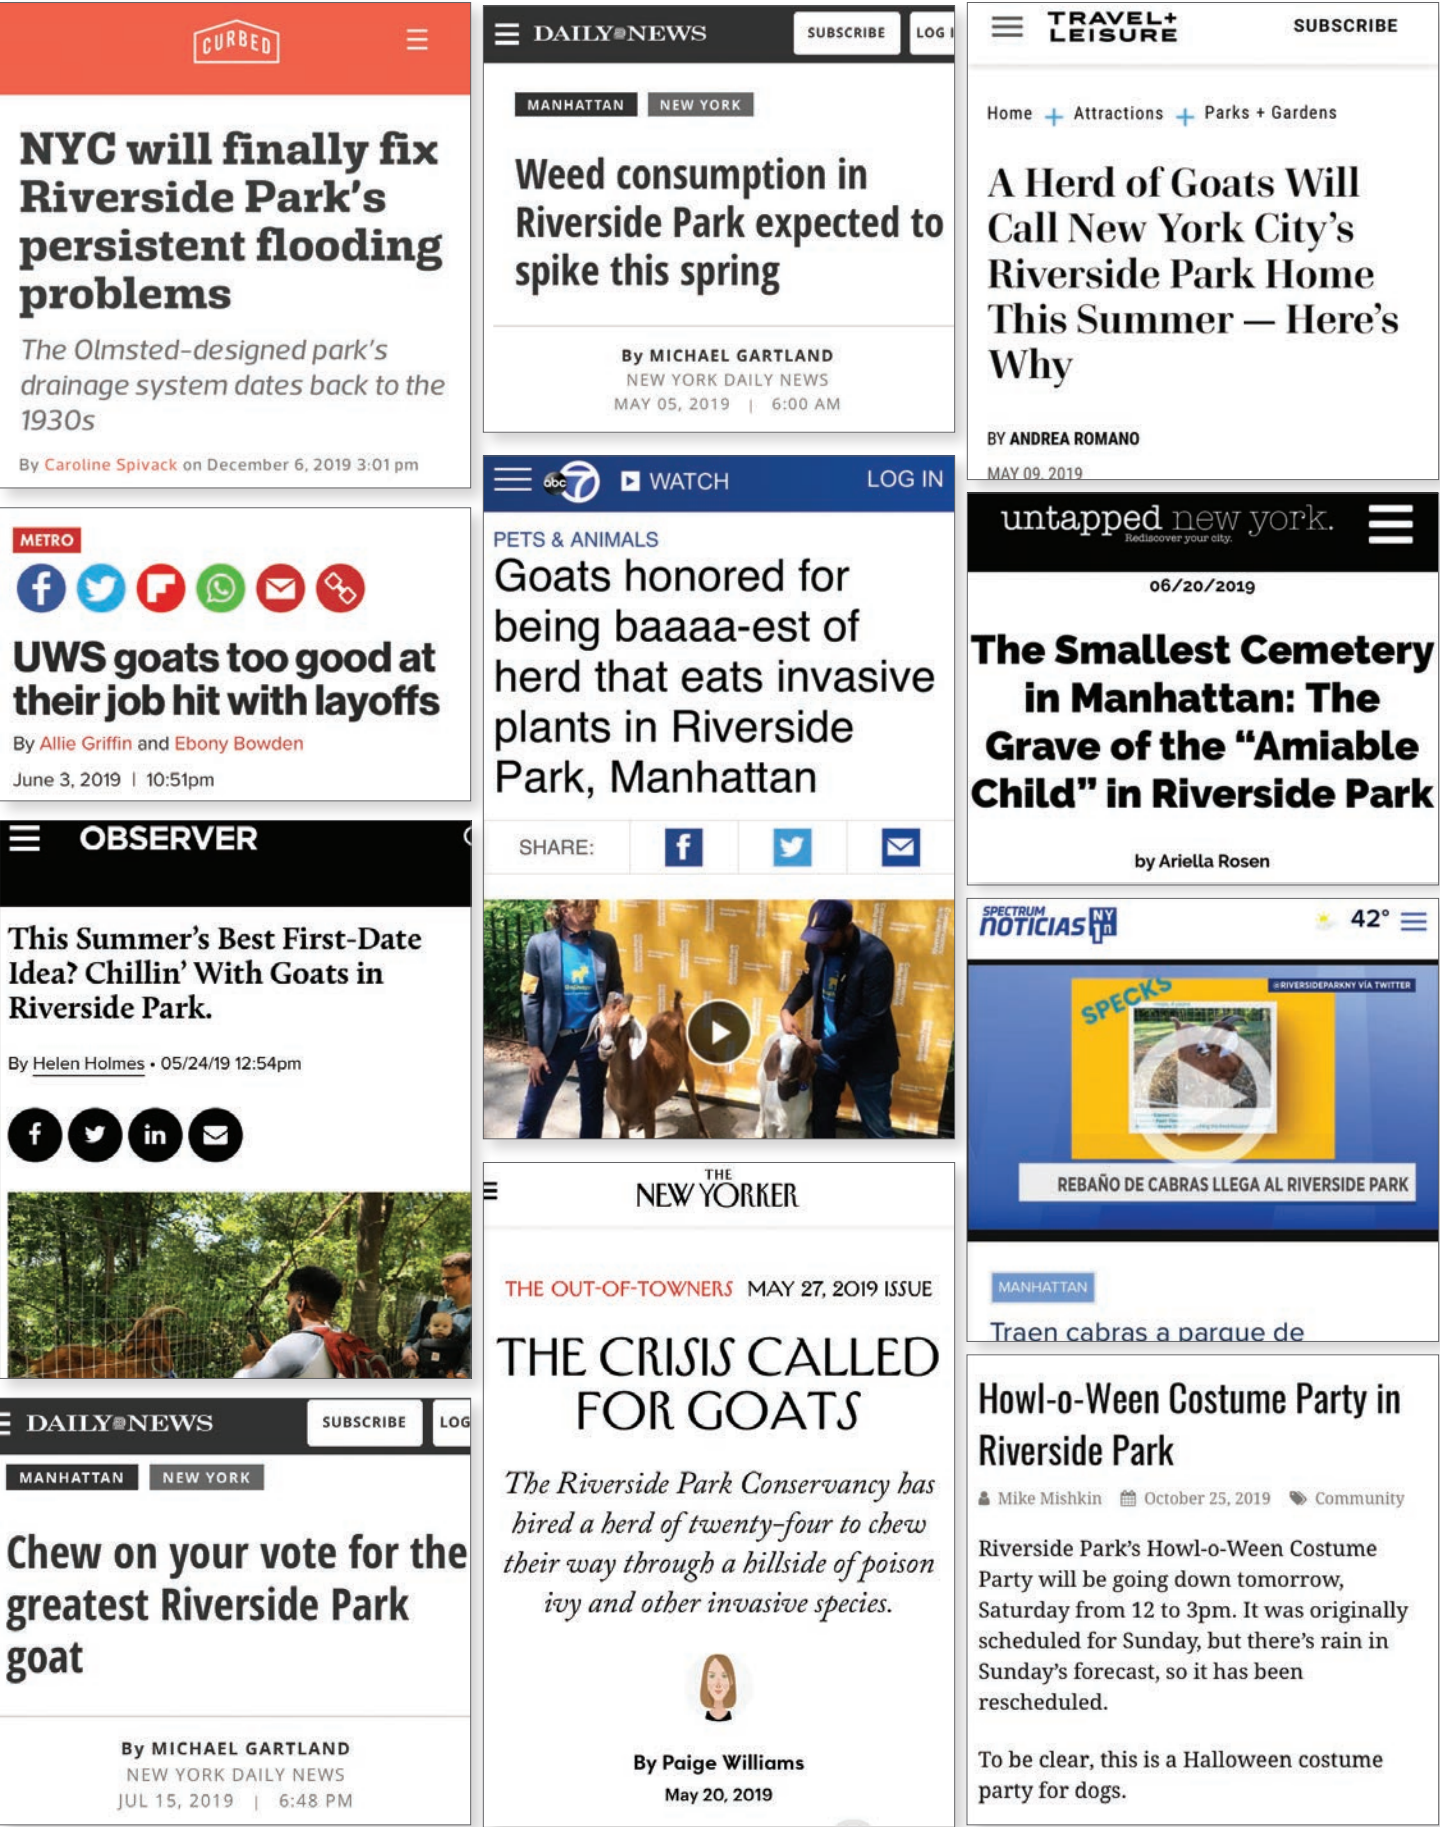 CURBED
NYC will finally fix
Riverside Park's
persistent flooding
problems
The Olmsted-designed park's
drainage system dates back to the
1930s
By Caroline Spivack on December 6, 2019 3:01 pm
METRO
UWS goats too good at
their job hit with layoffs
By Allie Griffin and Ebony Bowden
June 3, 2019 | 10:51pm
OBSERVER
This Summer's Best First-Date
Idea? Chillin' With Goats in
Riverside Park.
By Helen Holmes • 05/24/19 12:54pm
DAILY NEWS
SUBSCRIBE
LOG
MANHATTAN
NEW YORK
Chew on your vote for the
greatest Riverside Park
goat
By MICHAEL GARTLAND
NEW YORK DAILY NEWS
JUL 15, 2019 | 6:48 PM
DAILY NEWS
SUBSCRIBE
LOG I
MANHATTAN
NEW YORK
Weed consumption in
Riverside Park expected to
spike this spring
By MICHAEL GARTLAND
NEW YORK DAILY NEWS
MAY 05, 2019 | 6:00 AM
abc 7
WATCH
LOG IN
PETS & ANIMALS
Goats honored for
being baaaa-est of
herd that eats invasive
plants in Riverside
Park, Manhattan
SHARE:
THE
NEW YORKER
THE OUT-OF-TOWNERS MAY 27, 2019 ISSUE
THE CRISIS CALLED
FOR GOATS
The Riverside Park Conservancy has
hired a herd of twenty-four to chew
their way through a hillside of poison
ivy and other invasive species.
By Paige Williams
May 20, 2019
TRAVEL+
LEISURE
SUBSCRIBE
Home + Attractions + Parks + Gardens
A Herd of Goats Will
Call New York City's
Riverside Park Home
This Summer — Here's
Why
BY ANDREA ROMANO
MAY 09, 2019
untapped new york.
Rediscover your city.
06/20/2019
The Smallest Cemetery
in Manhattan: The
Grave of the “Amiable
Child” in Riverside Park
by Ariella Rosen
SPECTRUM
NOTICIAS NY1
42°
SPECKS
@RIVERSIDEPARKNY VÍA TWITTER
REBAÑO DE CABRAS LLEGA AL RIVERSIDE PARK
MANHATTAN
Traen cabras a parque de
Howl-o-Ween Costume Party in
Riverside Park
Mike Mishkin October 25, 2019 Community
Riverside Park's Howl-o-Ween Costume
Party will be going down tomorrow,
Saturday from 12 to 3pm. It was originally
scheduled for Sunday, but there's rain in
Sunday's forecast, so it has been
rescheduled.
To be clear, this is a Halloween costume
party for dogs.